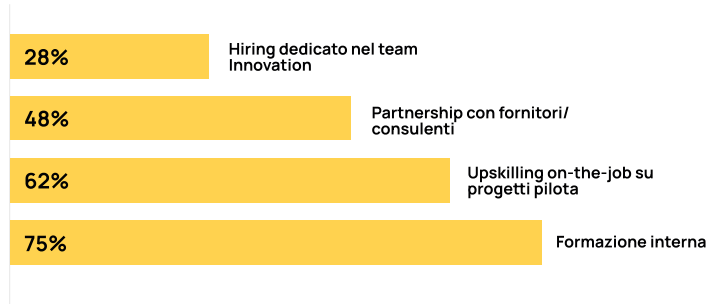 28%
Hiring dedicato nel team
Innovation
48%
Partnership con fornitori/
consulenti
62%
Upskilling on-the-job su
progetti pilota
75%
Formazione interna